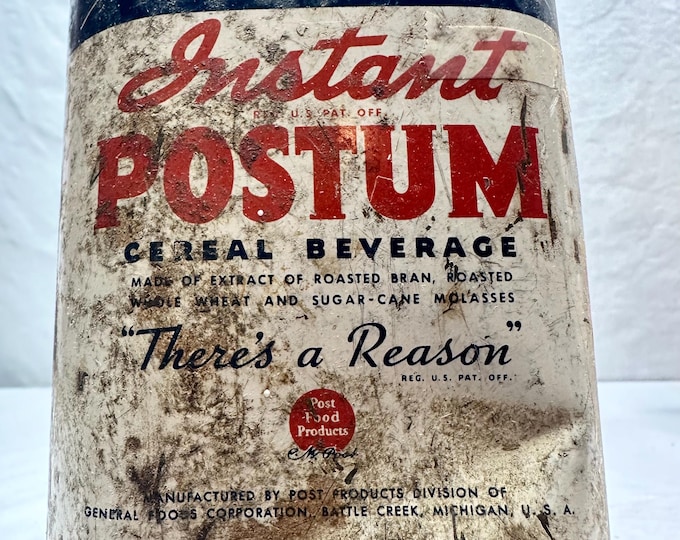 Instant
REG. U.S. PAT. OFF.
POSTUM
CEREAL BEVERAGE
MADE OF EXTRACT OF ROASTED BRAN, ROASTED
WHOLE WHEAT AND SUGAR-CANE MOLASSES
"There's a Reason"
REG. U.S. PAT. OFF.
Post
Food
Products
C.W. Post
MANUFACTURED BY POST PRODUCTS DIVISION OF
GENERAL FOODS CORPORATION, BATTLE CREEK, MICHIGAN, U.S.A.